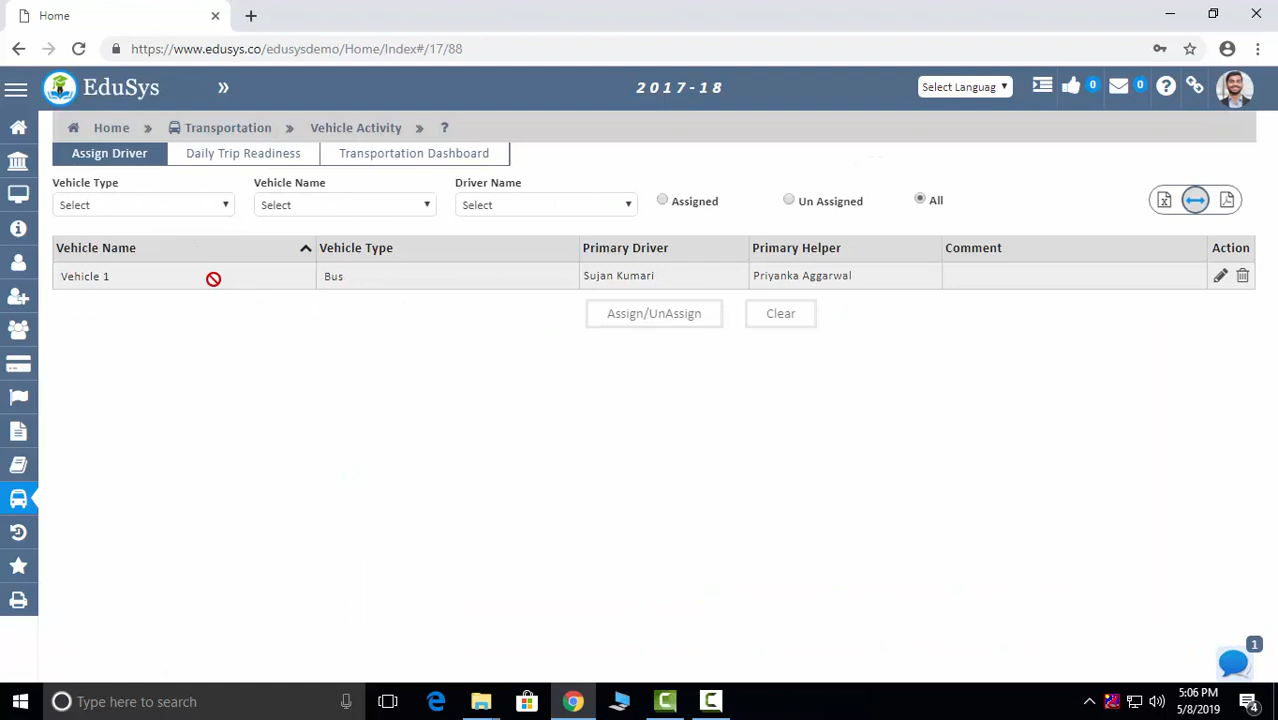 Home
https://www.edusys.co/edusysdemo/Home/Index#/17/88
EduSys » 2017-18 Select Languag 0 0
Home » Transportation » Vehicle Activity » ?
Assign Driver Daily Trip Readiness Transportation Dashboard
Vehicle Type Vehicle Name Driver Name
Select Select Select Assigned Un Assigned All
Vehicle Name Vehicle Type Primary Driver Primary Helper Comment Action
Vehicle 1 Bus Sujan Kumari Priyanka Aggarwal
Assign/UnAssign Clear
1
Type here to search
5:06 PM
5/8/2019
4